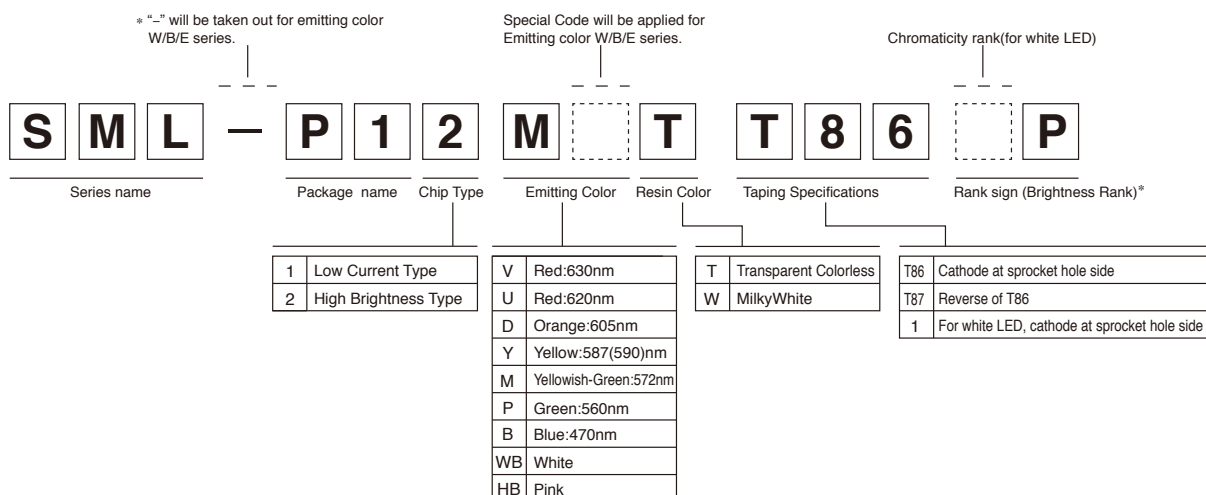 * “–” will be taken out for emitting color
W/B/E series.
Special Code will be applied for
Emitting color W/B/E series.
Chromaticity rank(for white LED)
S M L – P 1 2 M T T 8 6 P
Series name
Package name
Chip Type
Emitting Color
Resin Color
Taping Specifications
Rank sign (Brightness Rank)*
1 Low Current Type
2 High Brightness Type
V Red:630nm
U Red:620nm
D Orange:605nm
Y Yellow:587(590)nm
M Yellowish-Green:572nm
P Green:560nm
B Blue:470nm
WB White
HB Pink
T Transparent Colorless
W MilkyWhite
T86 Cathode at sprocket hole side
T87 Reverse of T86
1 For white LED, cathode at sprocket hole side